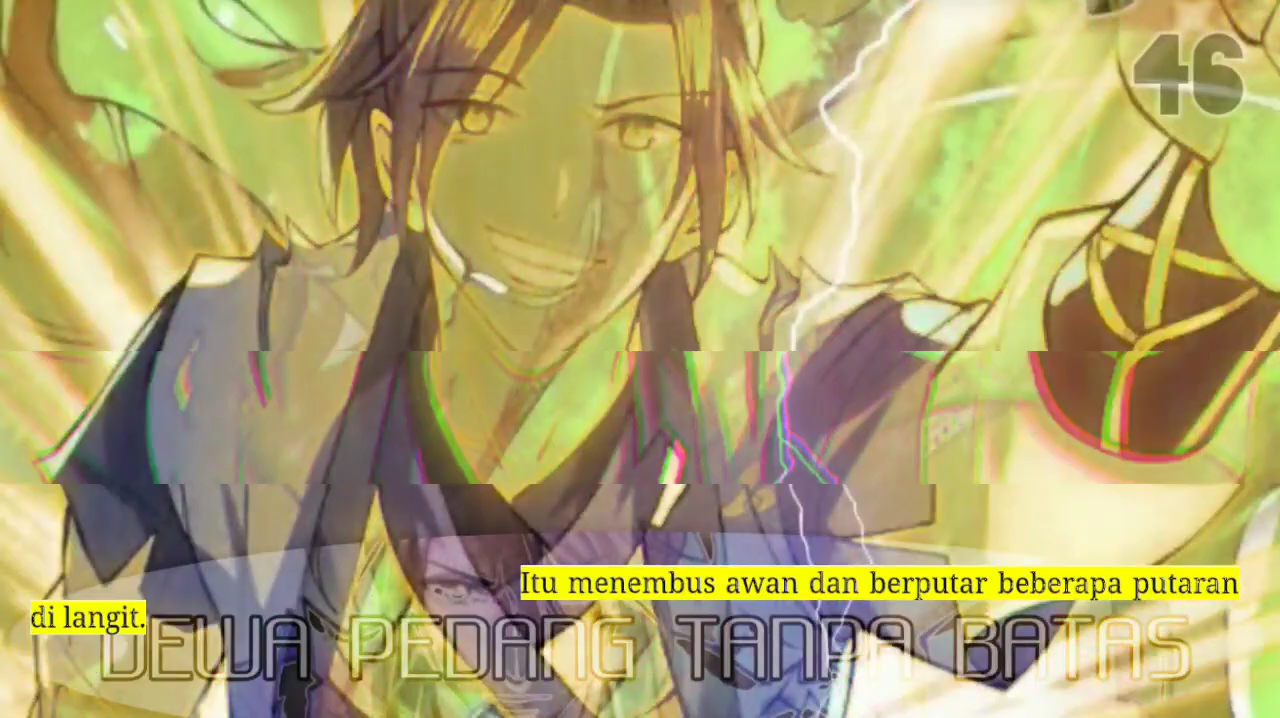 46
Itu menembus awan dan berputar beberapa putaran
di langit.
DEWA PEDANG TANPA BATAS